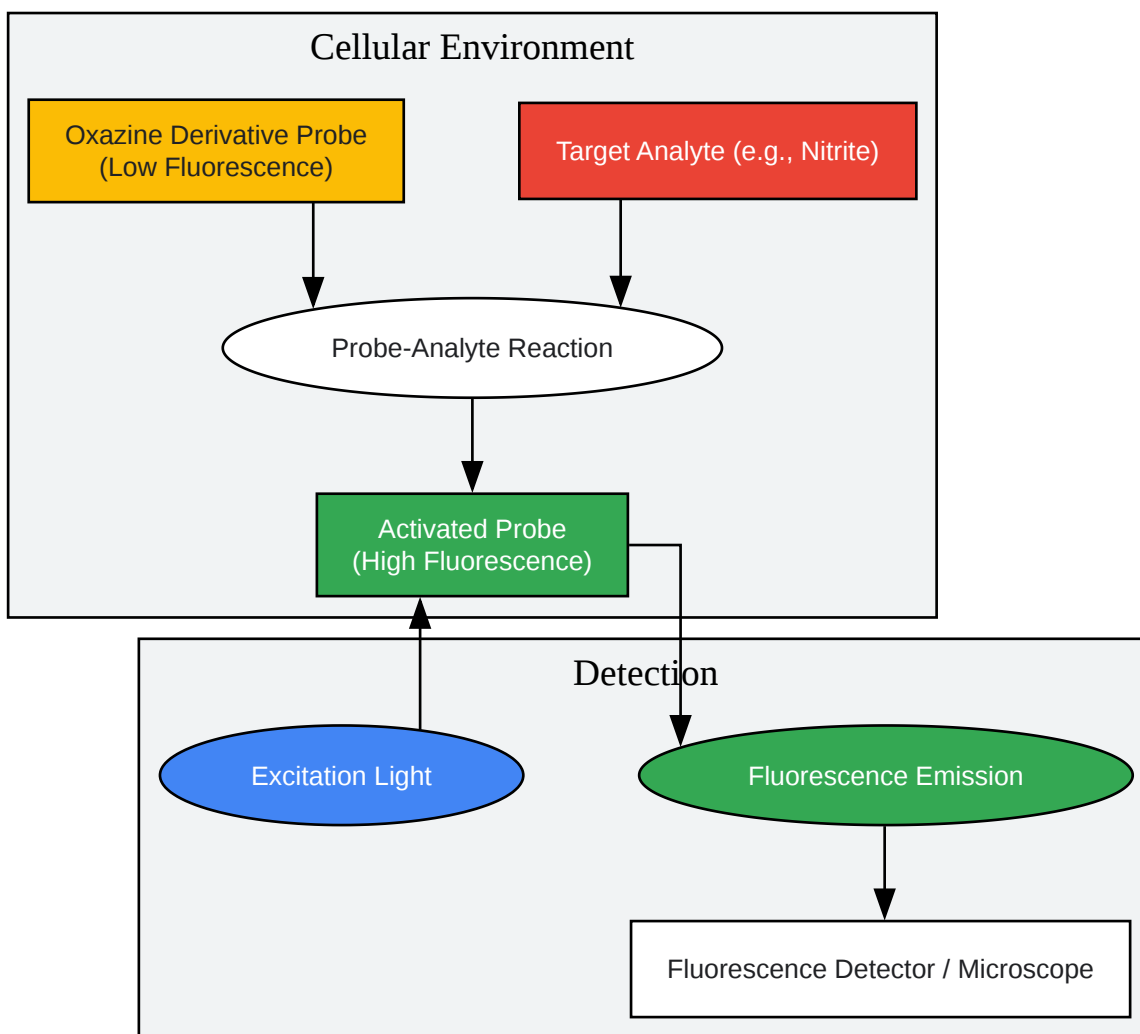 Cellular Environment
Oxazine Derivative Probe
(Low Fluorescence)
Target Analyte (e.g., Nitrite)
Probe-Analyte Reaction
Activated Probe
(High Fluorescence)
Detection
Excitation Light
Fluorescence Emission
Fluorescence Detector / Microscope